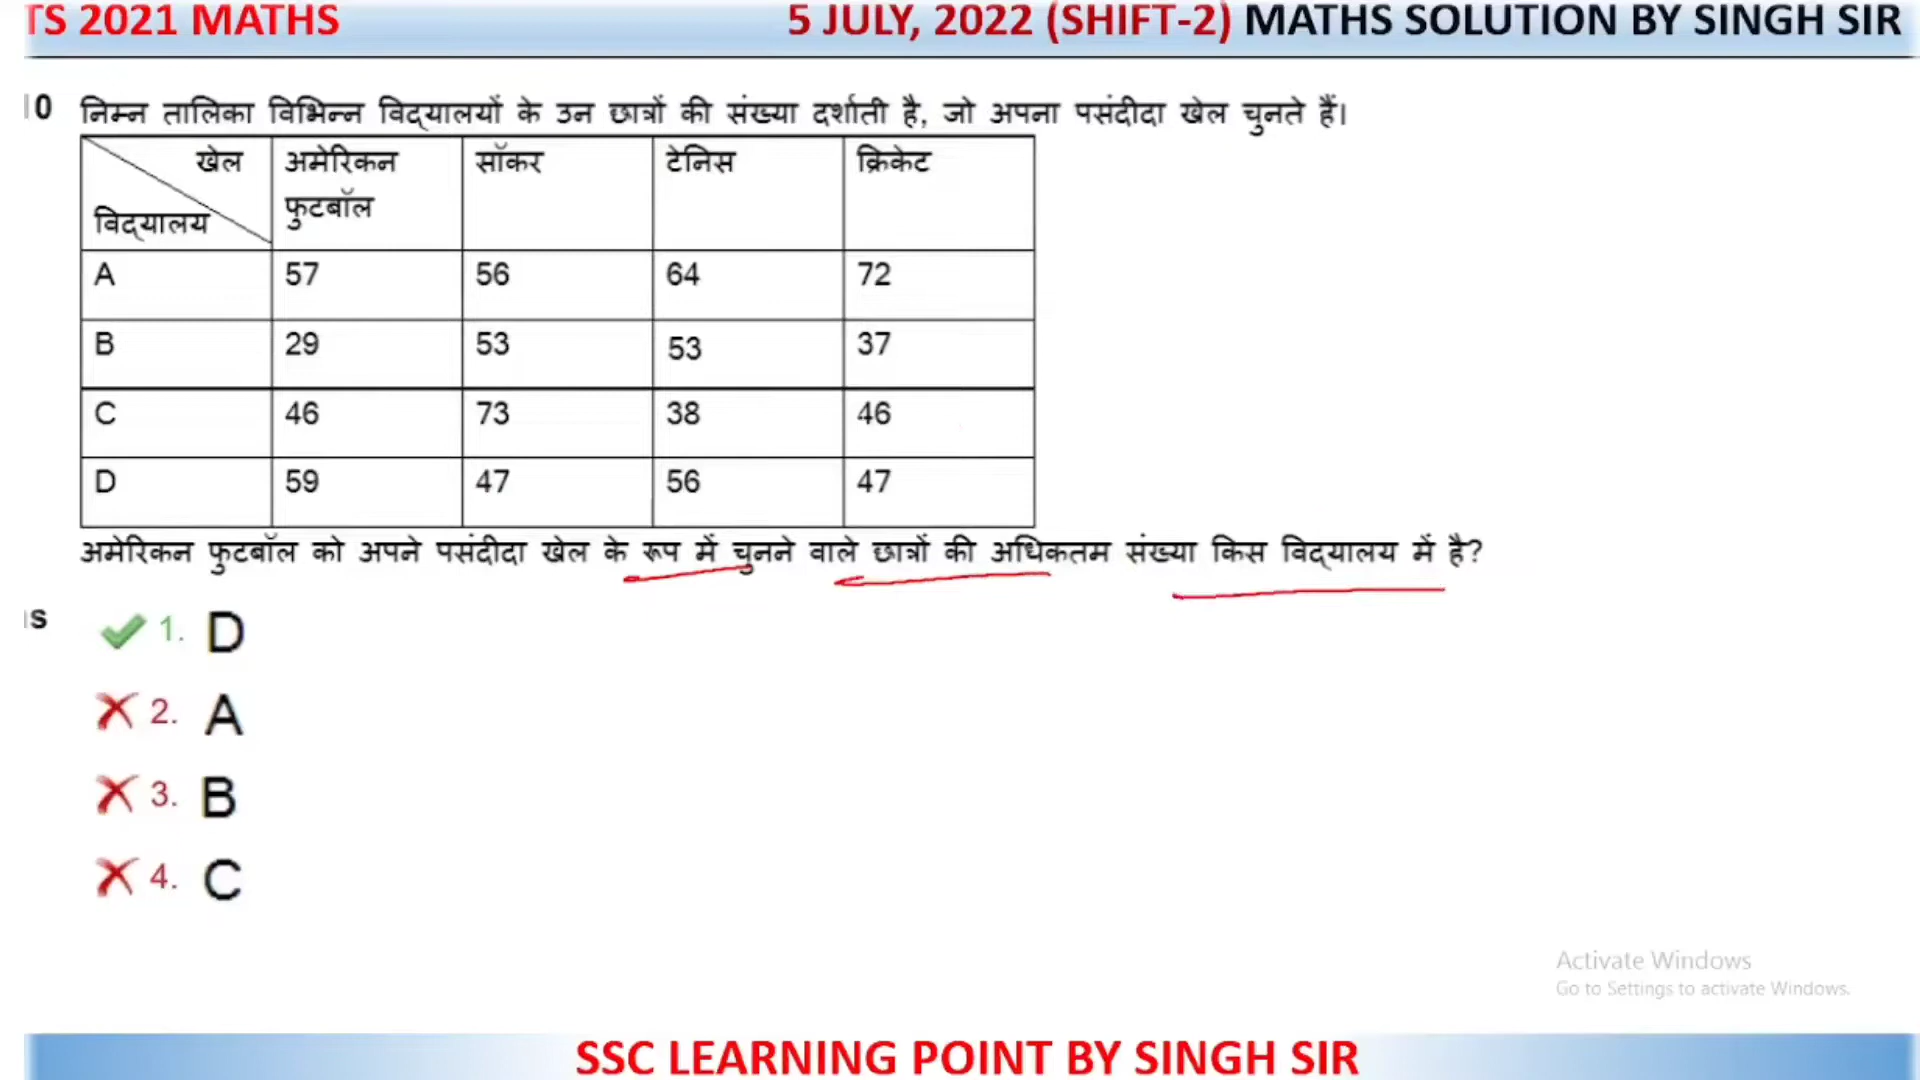 TS 2021 MATHS 5 JULY, 2022 (SHIFT-2) MATHS SOLUTION BY SINGH SIR
10 निम्न तालिका विभिन्न विद्यालयों के उन छात्रों की संख्या दर्शाती है, जो अपना पसंदीदा खेल चुनते हैं।
खेल विद्यालय अमेरिकन फुटबॉल सॉकर टेनिस क्रिकेट
A 57 56 64 72
B 29 53 53 37
C 46 73 38 46
D 59 47 56 47
अमेरिकन फुटबॉल को अपने पसंदीदा खेल के रूप में चुनने वाले छात्रों की अधिकतम संख्या किस विद्यालय में है?
1. D
2. A
3. B
4. C
Activate Windows
Go to Settings to activate Windows.
SSC LEARNING POINT BY SINGH SIR